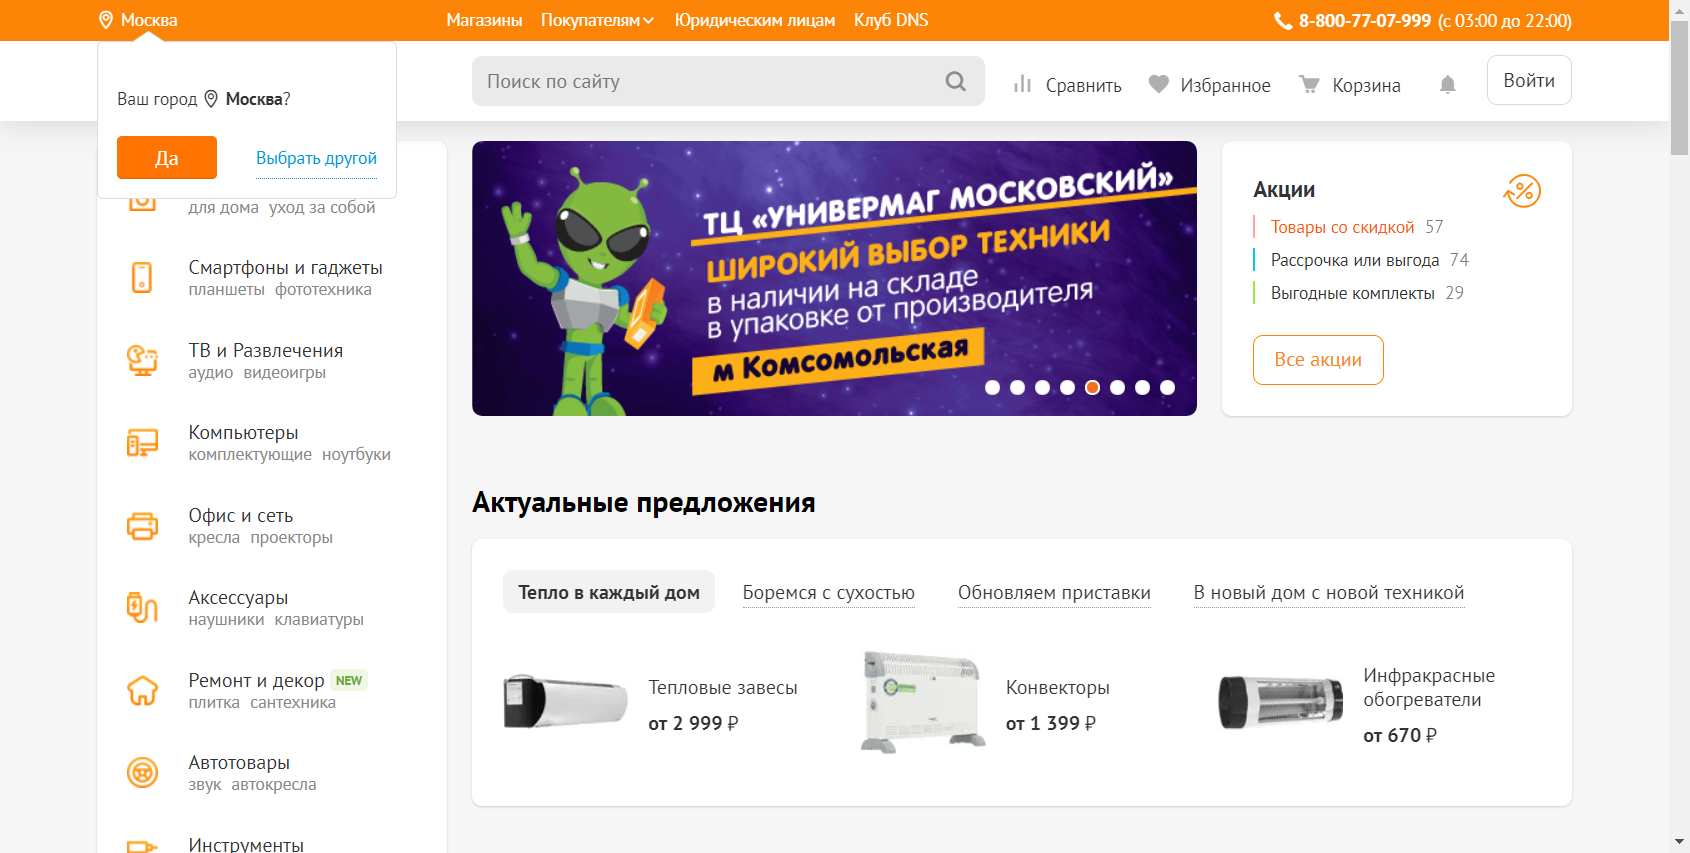 Москва
Магазины Покупателям Юридическим лицам Клуб DNS
8-800-77-07-999 (с 03:00 до 22:00)
Ваш город Москва?
Да Выбрать другой
Поиск по сайту
Сравнить Избранное Корзина Войти
для дома уход за собой
Смартфоны и гаджеты
планшеты фототехника
ТВ и Развлечения
аудио видеоигры
Компьютеры
комплектующие ноутбуки
Офис и сеть
кресла проекторы
Аксессуары
наушники клавиатуры
Ремонт и декор NEW
плитка сантехника
Автотовары
звук автокресла
Инструменты
ТЦ «УНИВЕРМАГ МОСКОВСКИЙ»
ШИРОКИЙ ВЫБОР ТЕХНИКИ
в наличии на складе
в упаковке от производителя
м Комсомольская
Акции
Товары со скидкой 57
Рассрочка или выгода 74
Выгодные комплекты 29
Все акции
Актуальные предложения
Тепло в каждый дом Боремся с сухостью Обновляем приставки В новый дом с новой техникой
Тепловые завесы
от 2 999 ₽
Конвекторы
от 1 399 ₽
Инфракрасные
обогреватели
от 670 ₽